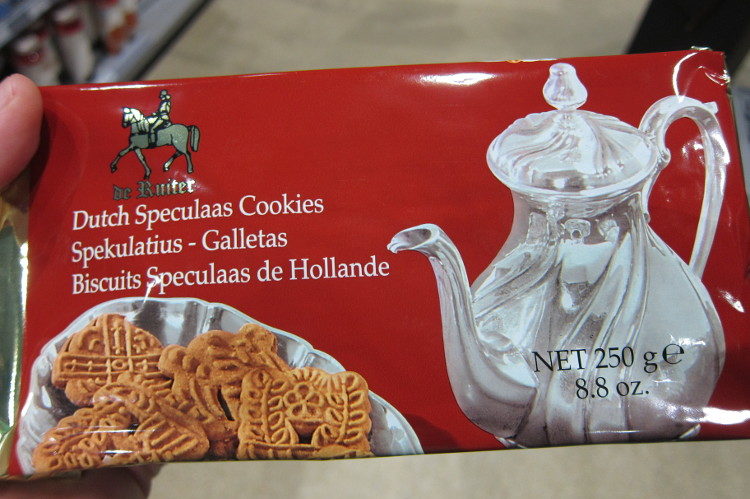 de Ruiter
Dutch Speculaas Cookies
Spekulatius - Galletas
Biscuits Speculaas de Hollande
NET 250 g e
8.8 oz.